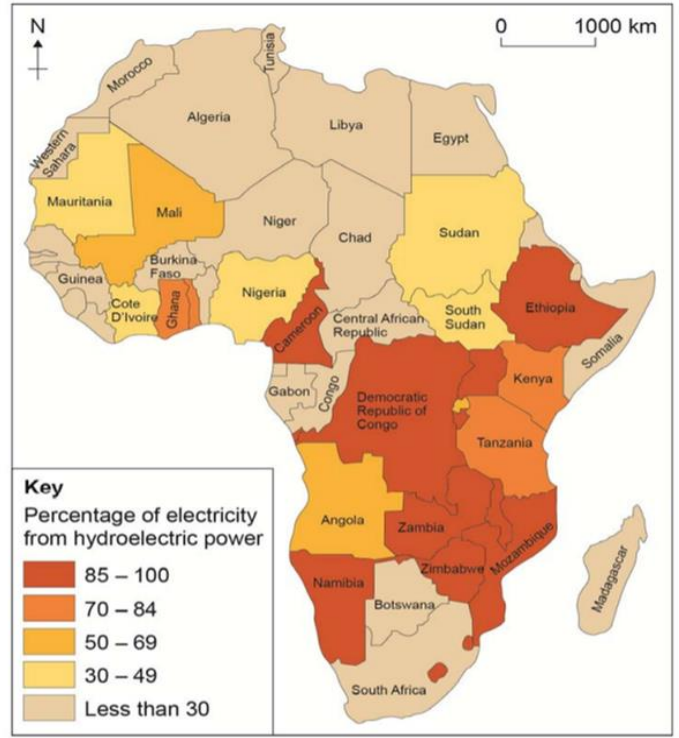 N
0 1000 km
Tunisia
Morocco
Algeria
Libya
Egypt
Western
Sahara
Mauritania
Mali
Niger
Chad
Sudan
Burkina
Faso
Guinea
Nigeria
Cote
D'Ivoire
Ghana
Cameroon
Central African
Republic
South
Sudan
Ethiopia
Somalia
Gabon
Congo
Democratic
Republic of
Congo
Kenya
Tanzania
Angola
Zambia
Mozambique
Zimbabwe
Namibia
Botswana
Madagascar
South Africa
Key
Percentage of electricity
from hydroelectric power
85 – 100
70 – 84
50 – 69
30 – 49
Less than 30